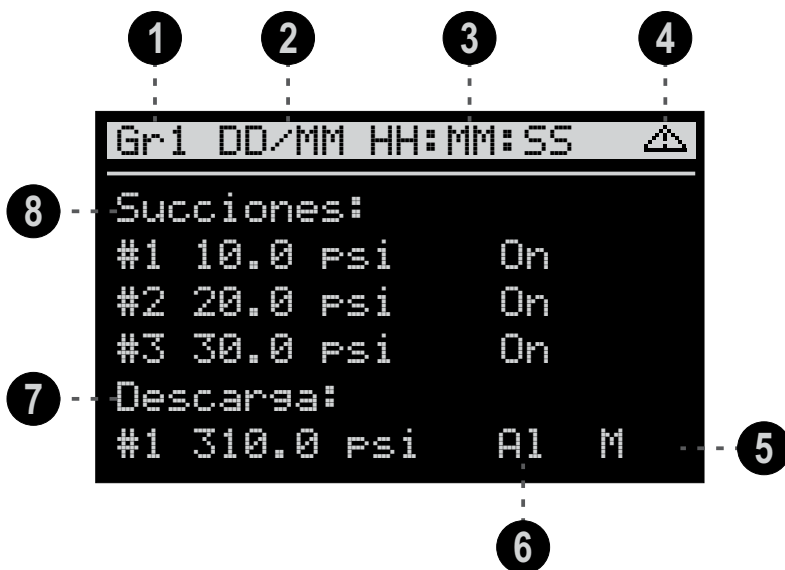 1 2 3 4
Gr1 DD/MM HH:MM:SS
8 Succiones:
#1 10.0 psi On
#2 20.0 psi On
#3 30.0 psi On
7 Descarga:
#1 310.0 psi Al M 5
6